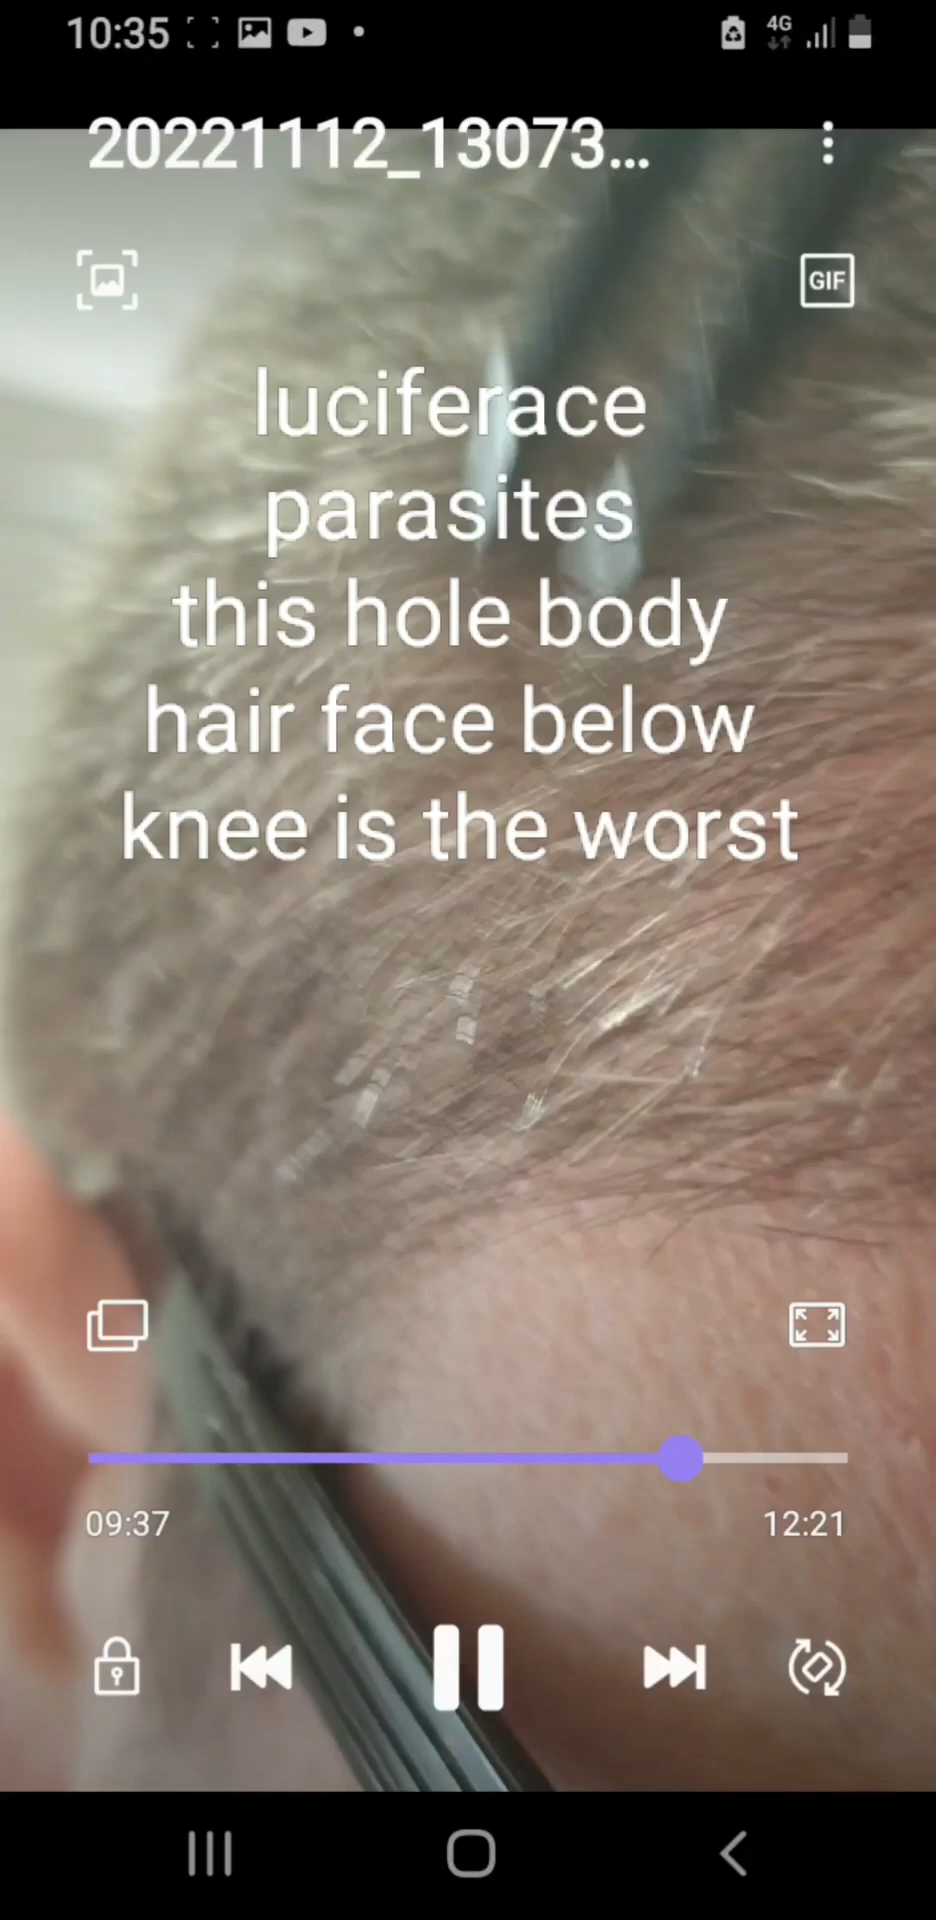 10:35
4G
20221112_13073...
GIF
luciferace
parasites
this hole body
hair face below
knee is the worst
09:37
12:21